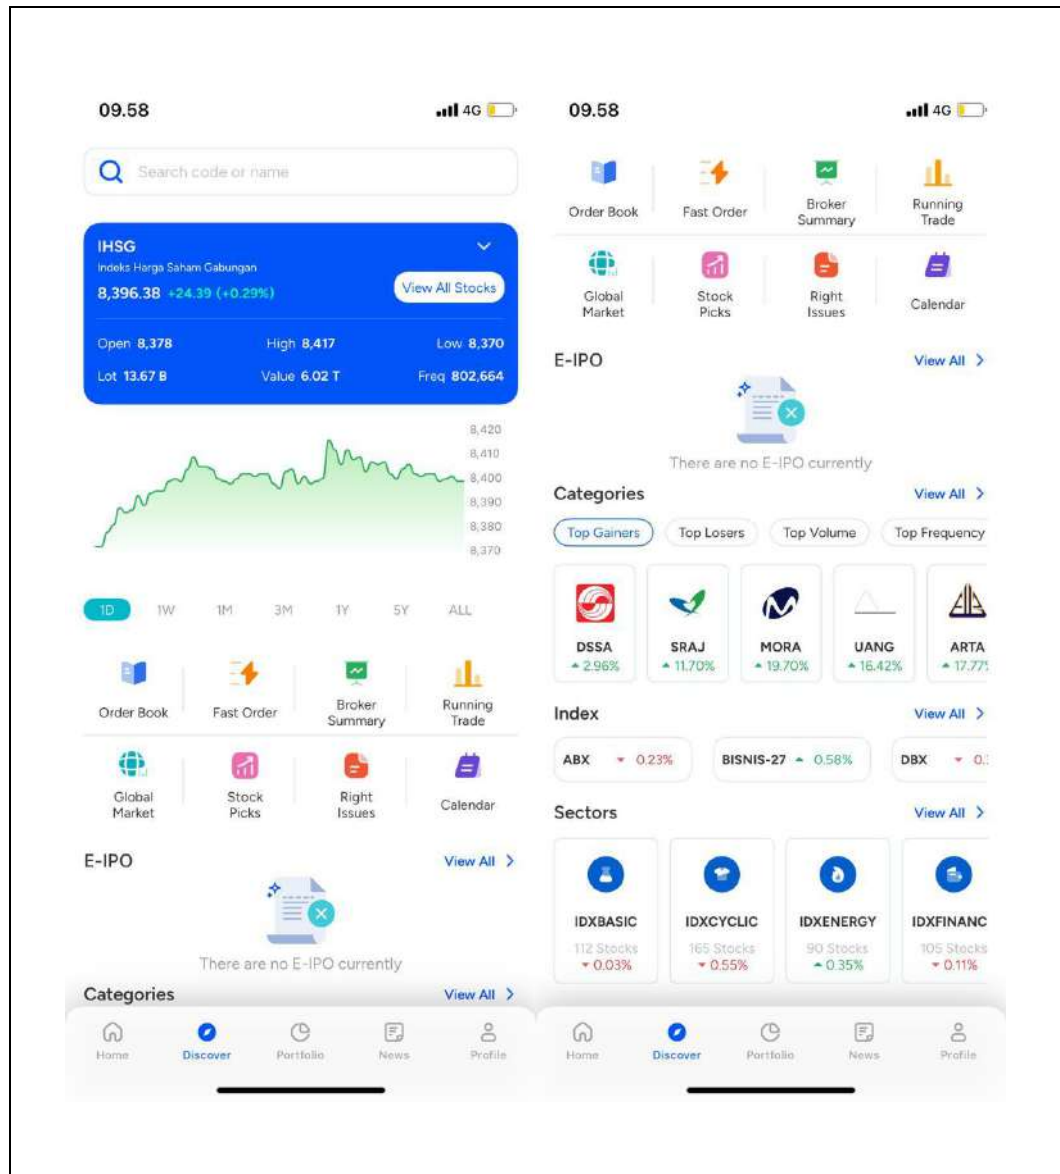 09.58
4G
Search code or name
IHSG
Indeks Harga Saham Gabungan
8,396.38 +24.39 (+0.29%)
View All Stocks
Open 8,378 High 8,417 Low 8,370
Lot 13.67 B Value 6.02 T Freq 802,664
8,420
8,410
8,400
8,390
8,380
8,370
1D 1W 1M 3M 1Y 5Y ALL
Order Book Fast Order Broker Summary Running Trade
Global Market Stock Picks Right Issues Calendar
E-IPO View All >
There are no E-IPO currently
Categories View All >
Home Discover Portfolio News Profile
09.58
4G
Order Book Fast Order Broker Summary Running Trade
Global Market Stock Picks Right Issues Calendar
E-IPO View All >
There are no E-IPO currently
Categories View All >
Top Gainers Top Losers Top Volume Top Frequency
DSSA SRAJ MORA UANG ARTA
▲ 2.96% ▲ 11.70% ▲ 19.70% ▲ 16.42% ▲ 17.77%
Index View All >
ABX ▼ 0.23% BISNIS-27 ▲ 0.58% DBX ▼ 0.
Sectors View All >
IDXBASIC IDXCYCLIC IDXENERGY IDXFINANC
112 Stocks 165 Stocks 90 Stocks 105 Stocks
▼ 0.03% ▼ 0.55% ▲ 0.35% ▼ 0.11%
Home Discover Portfolio News Profile